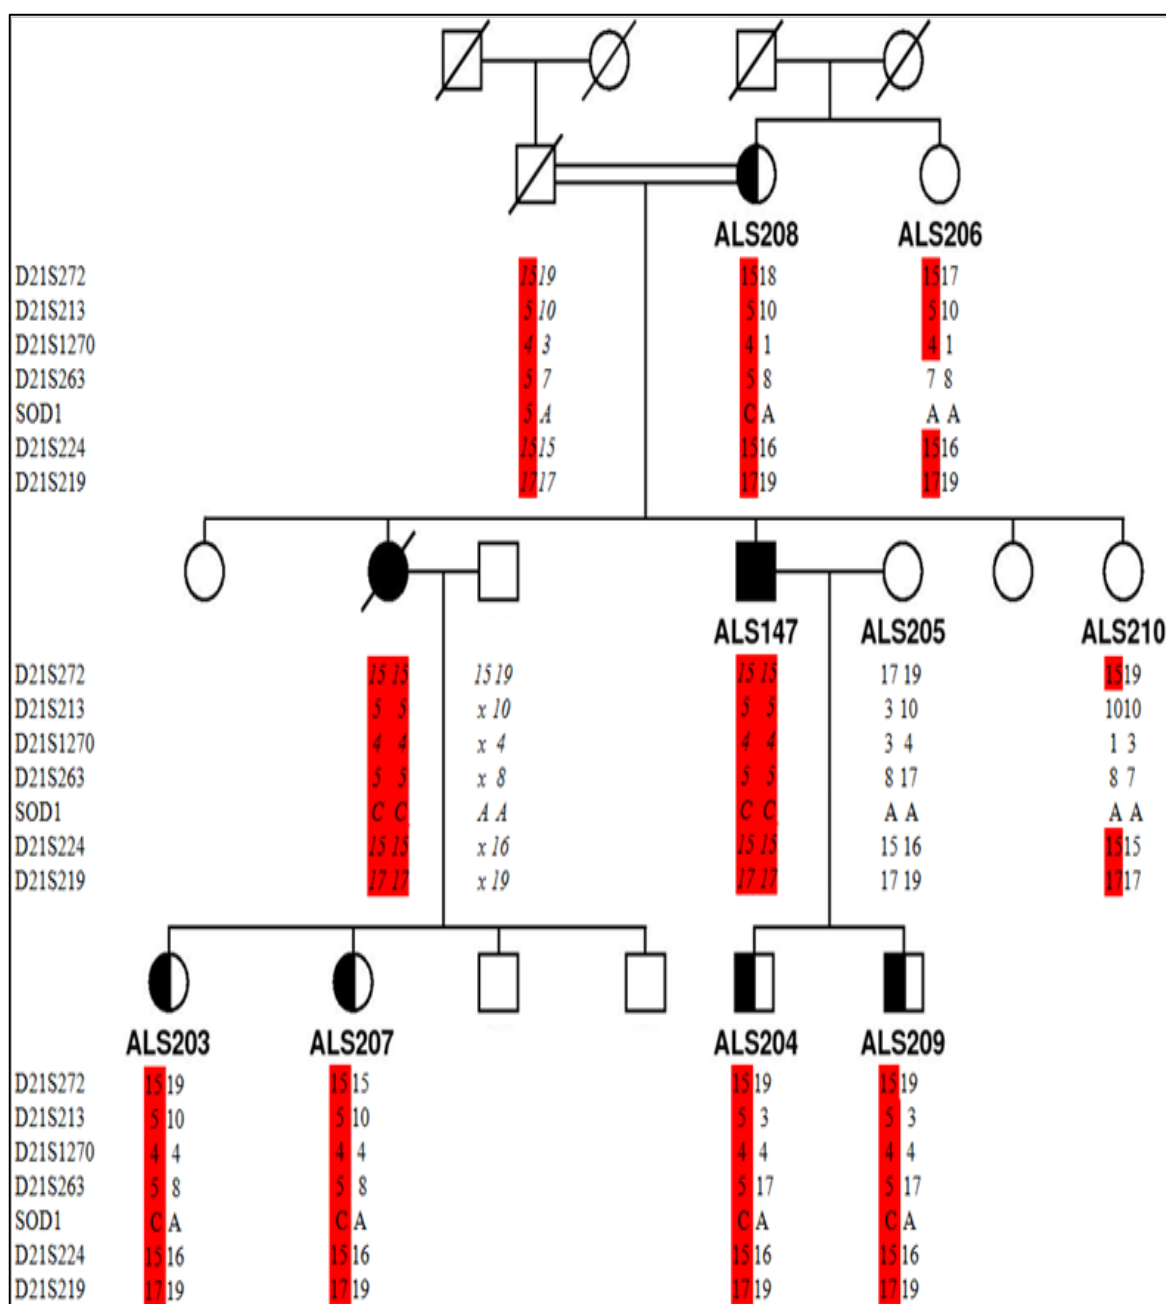 ALS208 ALS206
D21S272 15 19 15 18 15 17
D21S213 5 10 5 10 5 10
D21S1270 4 3 4 1 4 1
D21S263 5 7 5 8 7 8
SOD1 5 A C A A A
D21S224 15 15 15 16 15 16
D21S219 17 17 17 19 17 19
ALS147 ALS205 ALS210
D21S272 15 15 15 19 15 15 17 19 15 19
D21S213 5 5 x 10 5 5 3 10 10 10
D21S1270 4 4 x 4 4 4 3 4 1 3
D21S263 5 5 x 8 5 5 8 17 8 7
SOD1 C C A A C C A A A A
D21S224 15 15 x 16 15 15 15 16 15 15
D21S219 17 17 x 19 17 17 17 19 17 17
ALS203 ALS207 ALS204 ALS209
D21S272 15 19 15 15 15 19 15 19
D21S213 5 10 5 10 5 3 5 3
D21S1270 4 4 4 4 4 4 4 4
D21S263 5 8 5 8 5 17 5 17
SOD1 C A C A C A C A
D21S224 15 16 15 16 15 16 15 16
D21S219 17 19 17 19 17 19 17 19